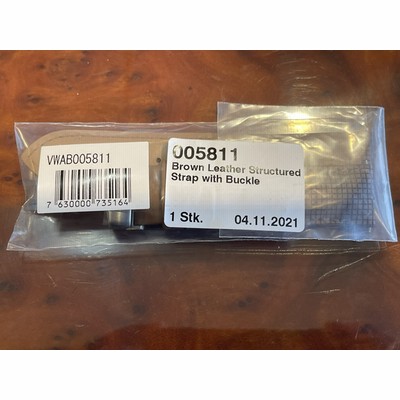 VWAB005811
7 630000 735164
005811
Brown Leather Structured
Strap with Buckle
1 Stk. 04.11.2021